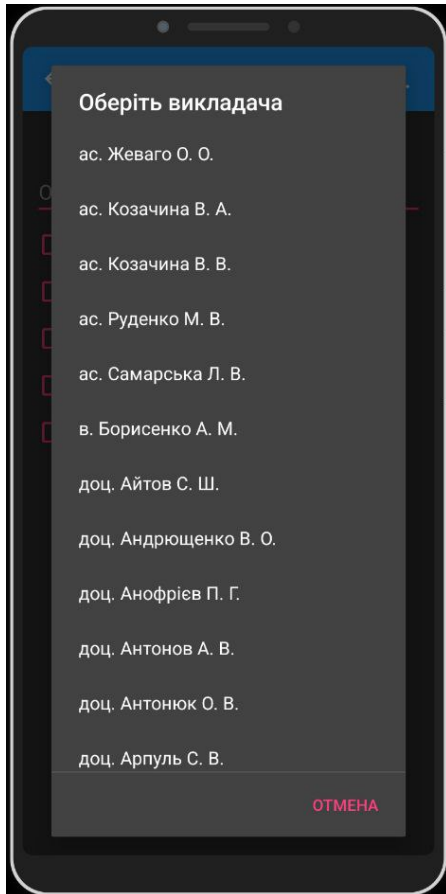 Оберіть викладача
ас. Жеваго О. О.
ас. Козачина В. А.
ас. Козачина В. В.
ас. Руденко М. В.
ас. Самарська Л. В.
в. Борисенко А. М.
доц. Айтов С. Ш.
доц. Андрющенко В. О.
доц. Анофрієв П. Г.
доц. Антонов А. В.
доц. Антонюк О. В.
доц. Арпуль С. В.
ОТМЕНА